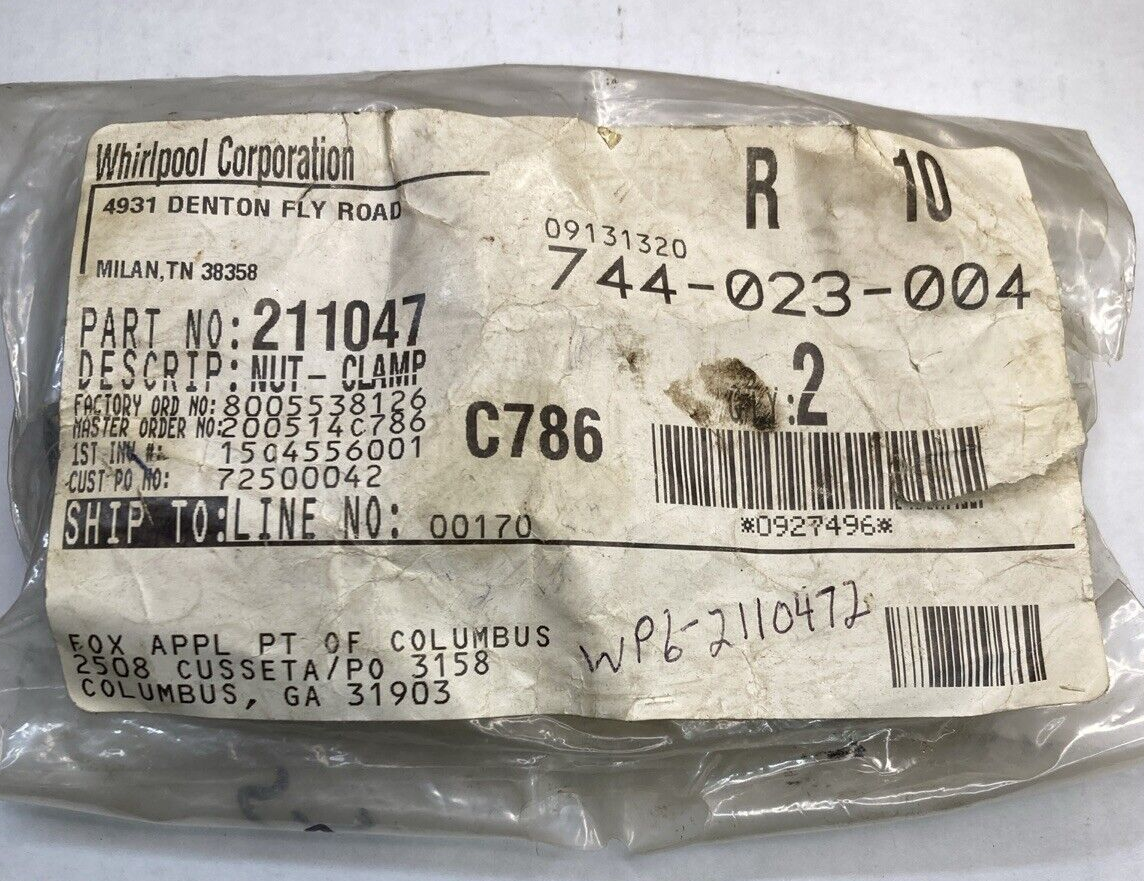 Whirlpool Corporation
4931 DENTON FLY ROAD
MILAN, TN 38358
R 10
09131320
744-023-004
PART NO: 211047
DESCRIP: NUT - CLAMP
FACTORY ORD NO: 8005538126
MASTER ORDER NO: 200514C786
1ST INV #: 1504556001
CUST PO NO: 72500042
C786
:2
*0927496*
SHIP TO: LINE NO: 00170
FOX APPL PT OF COLUMBUS
2508 CUSSETA/PO 3158
COLUMBUS, GA 31903
WP6-2110472